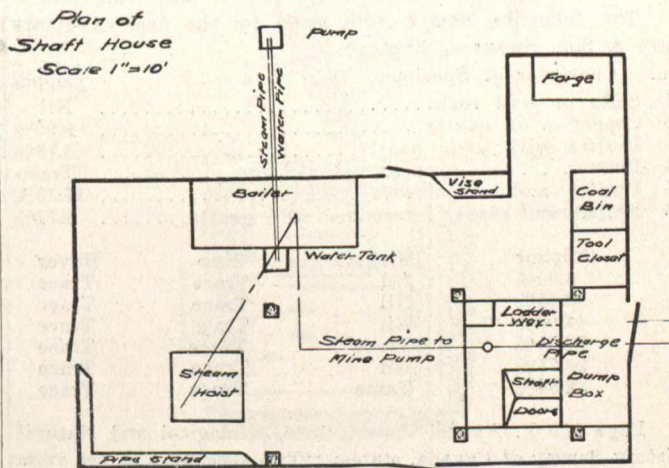 Plan of
Shaft House
Scale 1"=10'
Pump
Steam Pipe
Water Pipe
Forge
Boiler
Vise
Stand
Coal
Bin
Tool
Closet
Water Tank
Ladder
Way
Steam Pipe to
Mine Pump
Discharge
Pipe
Steam
Hoist
Shaft
Doors
Dump
Box
Pipe Stand